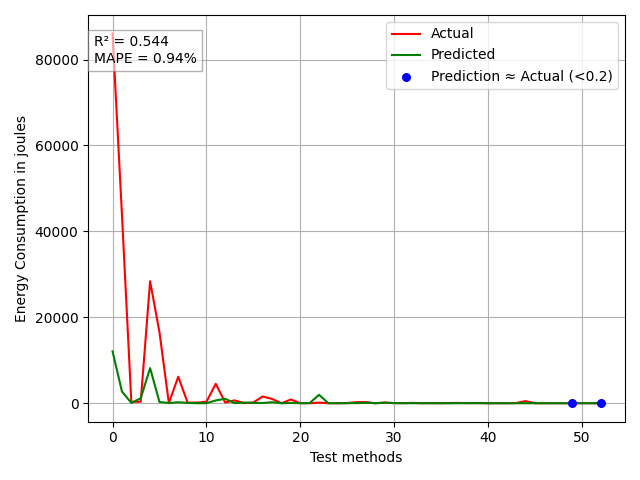 R² = 0.544
MAPE = 0.94%
Actual
Predicted
Prediction ≈ Actual (<0.2)
Energy Consumption in joules
80000
60000
40000
20000
0
0 10 20 30 40 50
Test methods